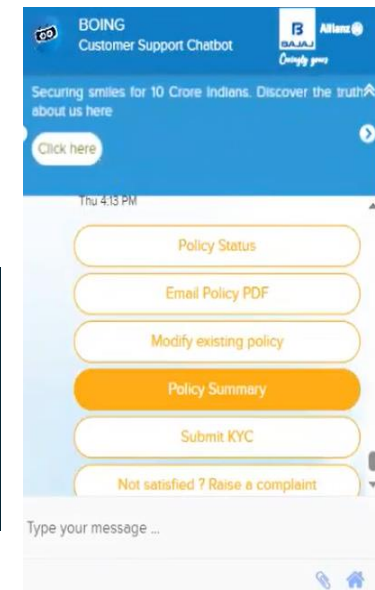 BOING
Customer Support Chatbot
B
BAJAJ
Allianz
Caringly yours
Securing smiles for 10 Crore Indians. Discover the truth
about us here
Click here
Thu 4:13 PM
Policy Status
Email Policy PDF
Modify existing policy
Policy Summary
Submit KYC
Not satisfied ? Raise a complaint
Type your message ...